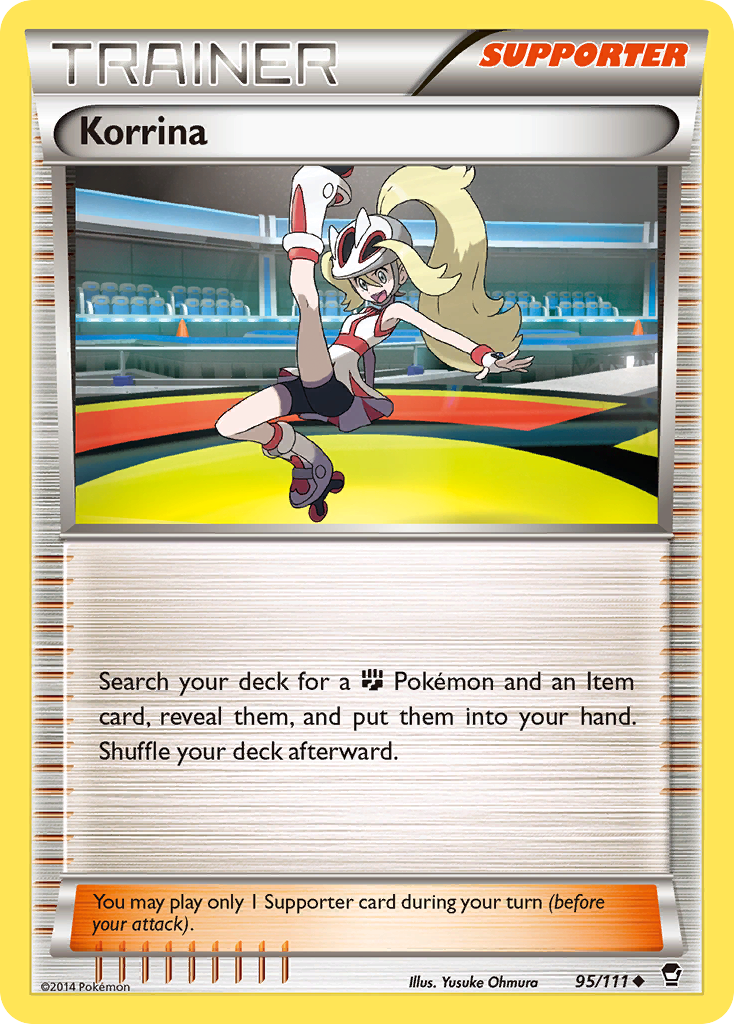 TRAINER
SUPPORTER
Korrina
Search your deck for a Pokémon and an Item
card, reveal them, and put them into your hand.
Shuffle your deck afterward.
You may play only 1 Supporter card during your turn (before
your attack).
©2014 Pokémon
Illus. Yusuke Ohmura
95/111